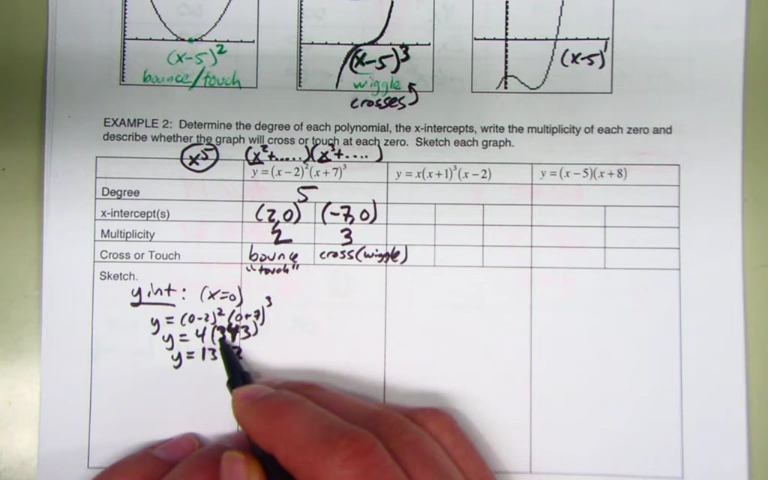 (x-5)²
bounce/touch
(x-5)³
wiggle
crosses
(x-5)¹
EXAMPLE 2: Determine the degree of each polynomial, the x-intercepts, write the multiplicity of each zero and
describe whether the graph will cross or touch at each zero. Sketch each graph.
x⁵ (x²+.....)(x³+....)
y = (x−2)²(x+7)³ y = x(x+1)³(x−2) y = (x−5)(x+8)
Degree 5
x-intercept(s) (2,0) (-7,0)
Multiplicity 2 3
Cross or Touch bounce cross(wiggle)
"touch"
Sketch.
y int: (x=0)
y = (0-2)²(0+7)³
y = 4(343)
y = 13